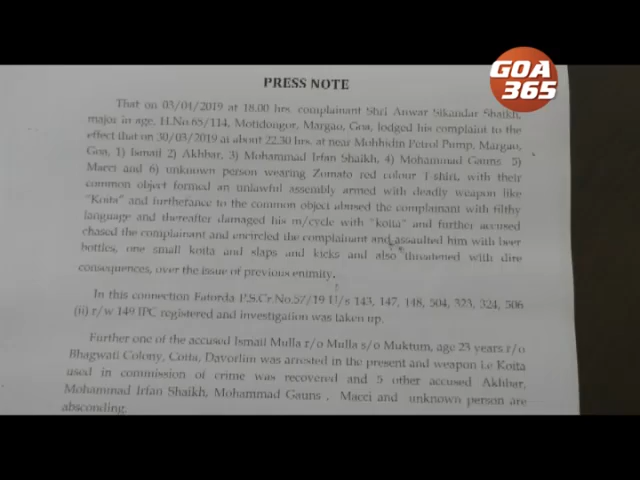 GOA
365
PRESS NOTE
That on 03/04/2019 at 18.00 hrs. complainant Shri Anwar Sikandar Shaikh,
major in age, H.No.65/114, Motidongor, Margao, Goa, lodged his complaint to the
effect that on 30/03/2019 at about 22.30 hrs. at near Mohhidin Petrol Pump, Margao,
Goa, 1) Ismail 2) Akhbar, 3) Mohammad Irfan Shaikh, 4) Mohammad Gauns 5)
Macci and 6) unknown person wearing Zumato red colour T shirt, with their
common object formed an unlawful assembly armed with deadly weapon like
"Koita" and furtherance to the common object abused the complainant with filthy
language and thereafter damaged his m/cycle with "koita" and further accused
chased the complainant and encircled the complainant and assaulted him with beer
bottles, one small koita and slaps and kicks and also threatened with dire
consequences, over the issue of previous enimity.
In this connection Fatorda P.S.Cr.No.57/19 U/s 143, 147, 148, 504, 323, 324, 506
(ii) r/w 149 IPC registered and investigation was taken up.
Further one of the accused Ismail Mulla r/o Mulla s/o Muktum, age 23 years r/o
Bhagwati Colony, Davorlim was arrested in the present and weapon i.e Koita
used in commission of crime was recovered and 5 other accused Akhbar,
Mohammad Irfan Shaikh, Mohammad Gauns , Macci and unknown person are
absconding